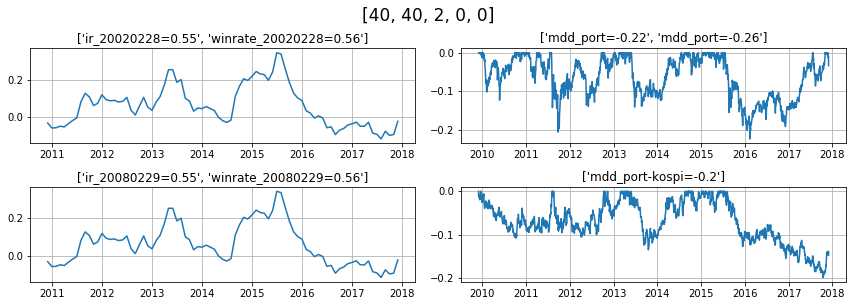 [40, 40, 2, 0, 0]
['ir_20020228=0.55', 'winrate_20020228=0.56']
0.2
0.0
2011 2012 2013 2014 2015 2016 2017 2018
['mdd_port=-0.22', 'mdd_port=-0.26']
0.0
−0.1
−0.2
2010 2011 2012 2013 2014 2015 2016 2017 2018
['ir_20080229=0.55', 'winrate_20080229=0.56']
0.2
0.0
2011 2012 2013 2014 2015 2016 2017 2018
['mdd_port-kospi=-0.2']
0.0
−0.1
−0.2
2010 2011 2012 2013 2014 2015 2016 2017 2018